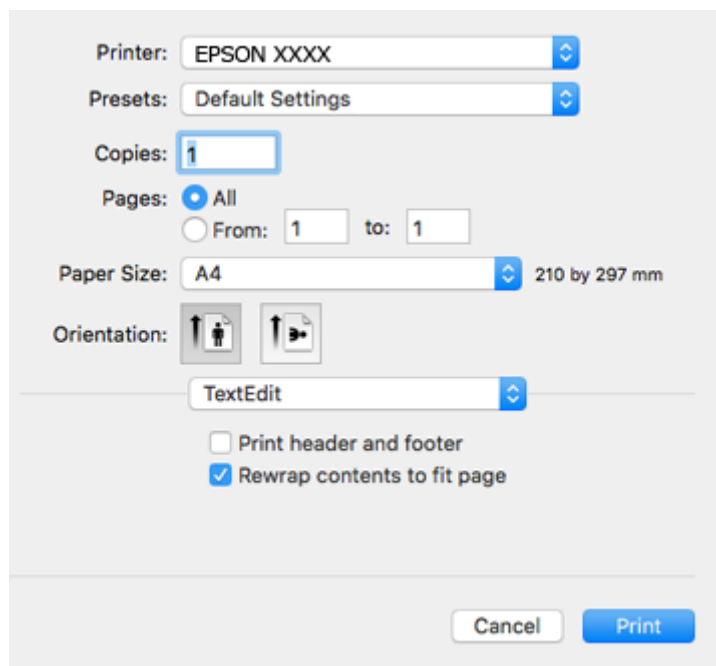 Printer: EPSON XXXX
Presets: Default Settings
Copies: 1
Pages: All
From: 1 to: 1
Paper Size: A4 210 by 297 mm
Orientation:
TextEdit
Print header and footer
Rewrap contents to fit page
Cancel Print